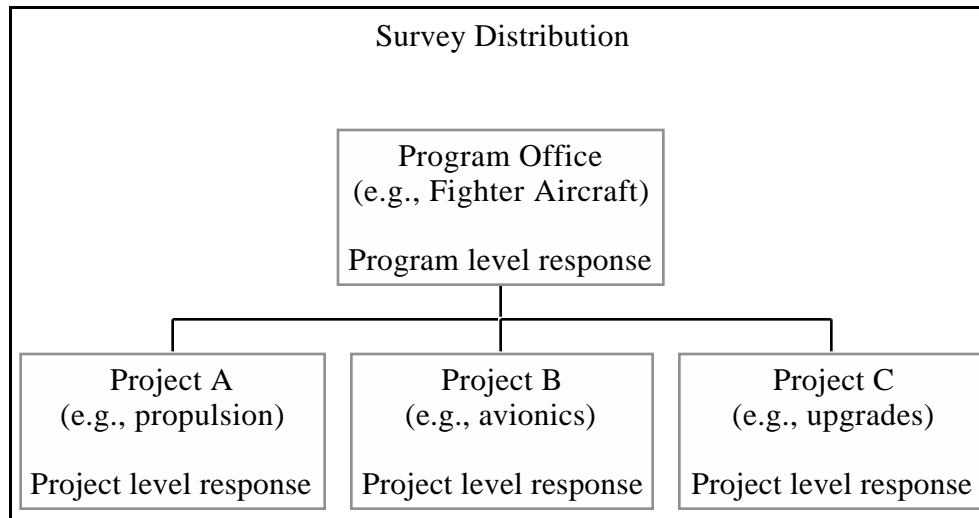 Survey Distribution
Program Office
(e.g., Fighter Aircraft)
Program level response
Project A
(e.g., propulsion)
Project level response
Project B
(e.g., avionics)
Project level response
Project C
(e.g., upgrades)
Project level response